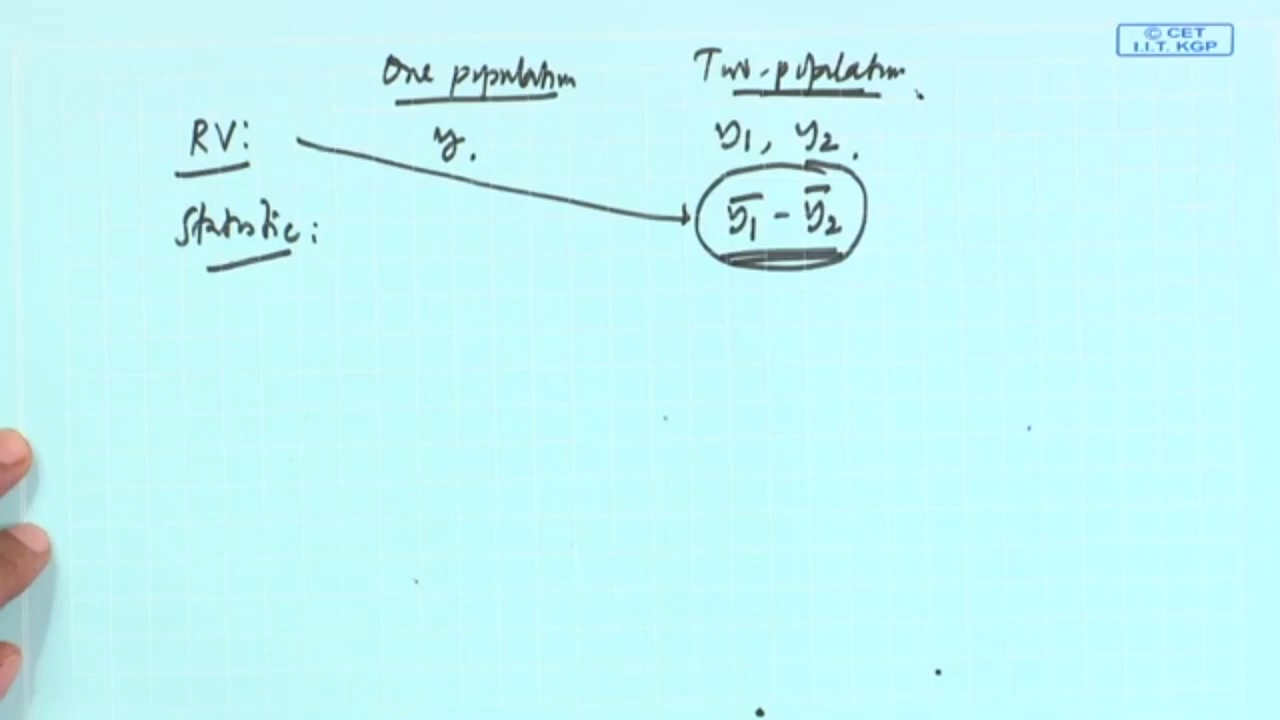 © CET
I.I.T. KGP
One population Two-population
RV: y. y1, y2.
Statistic: ȳ1 - ȳ2